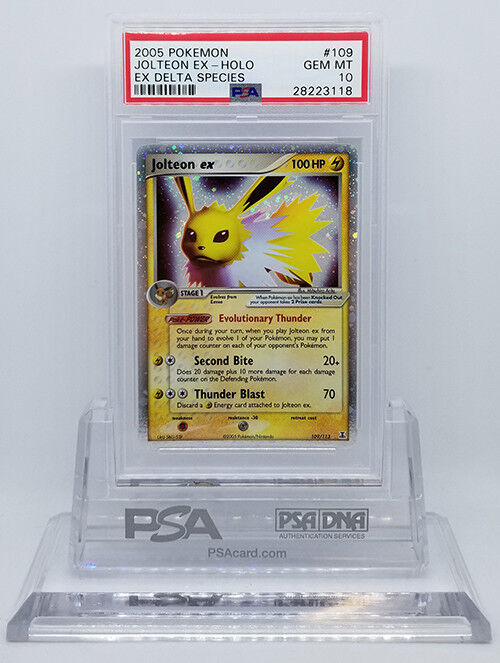 2005 POKEMON #109
JOLTEON EX - HOLO GEM MT
EX DELTA SPECIES 10
PSA 28223118
Jolteon ex 100 HP
STAGE 1
Evolves from
Eevee
When Pokémon-ex has been Knocked Out,
your opponent takes 2 Prize cards.
POKé-POWER Evolutionary Thunder
Once during your turn, when you play Jolteon ex from
your hand to evolve 1 of your Pokémon, you may put 1
damage counter on each of your opponent's Pokémon.
Second Bite 20+
Does 20 damage plus 10 more damage for each damage
counter on the Defending Pokémon.
Thunder Blast 70
Discard a Energy card attached to Jolteon ex.
weakness resistance -30 retreat cost
©2005 Pokémon/Nintendo 109/113
PSA PSA DNA
AUTHENTICATION SERVICES
PSAcard.com